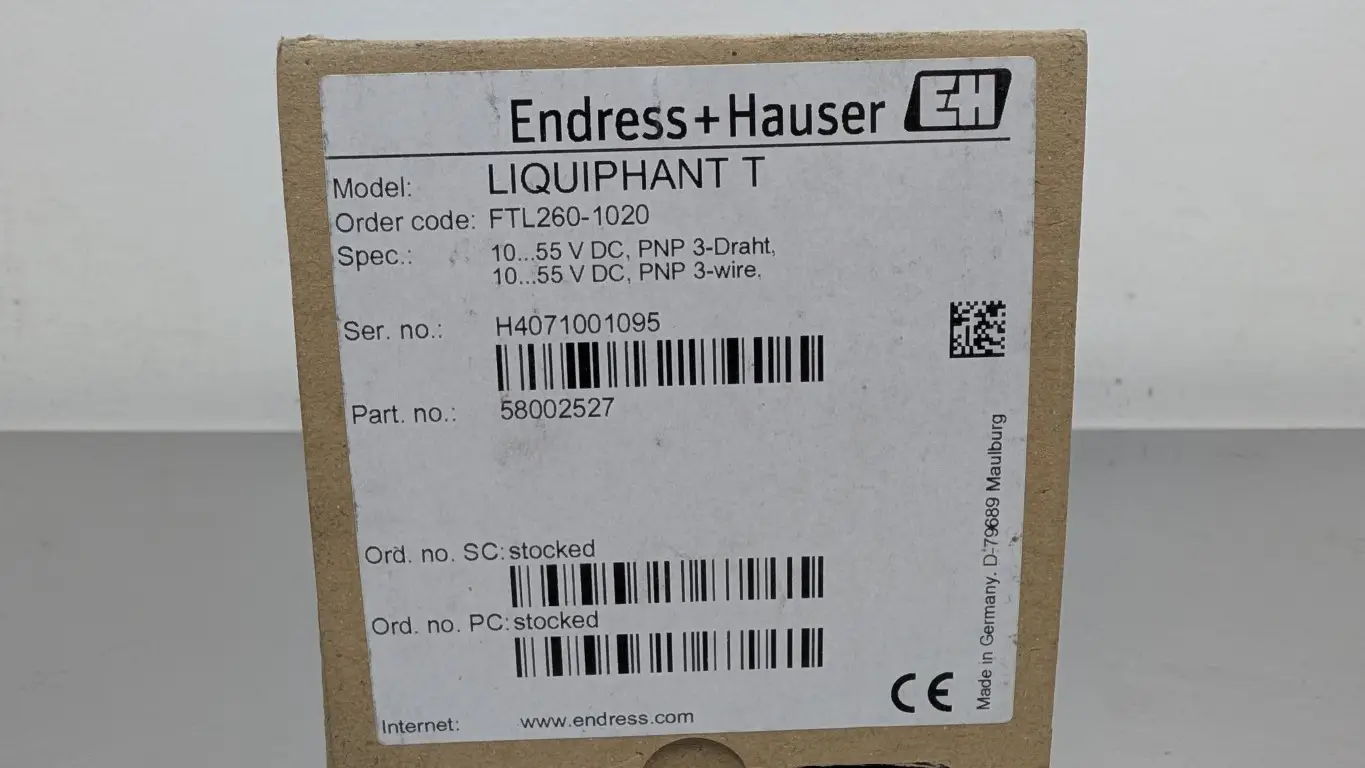 Endress+Hauser EH
Model: LIQUIPHANT T
Order code: FTL260-1020
Spec.: 10...55 V DC, PNP 3-Draht,
10...55 V DC, PNP 3-wire,
Ser. no.: H4071001095
Part. no.: 58002527
Ord. no. SC: stocked
Ord. no. PC: stocked
Internet: www.endress.com
CE
Made in Germany. D-79689 Maulburg